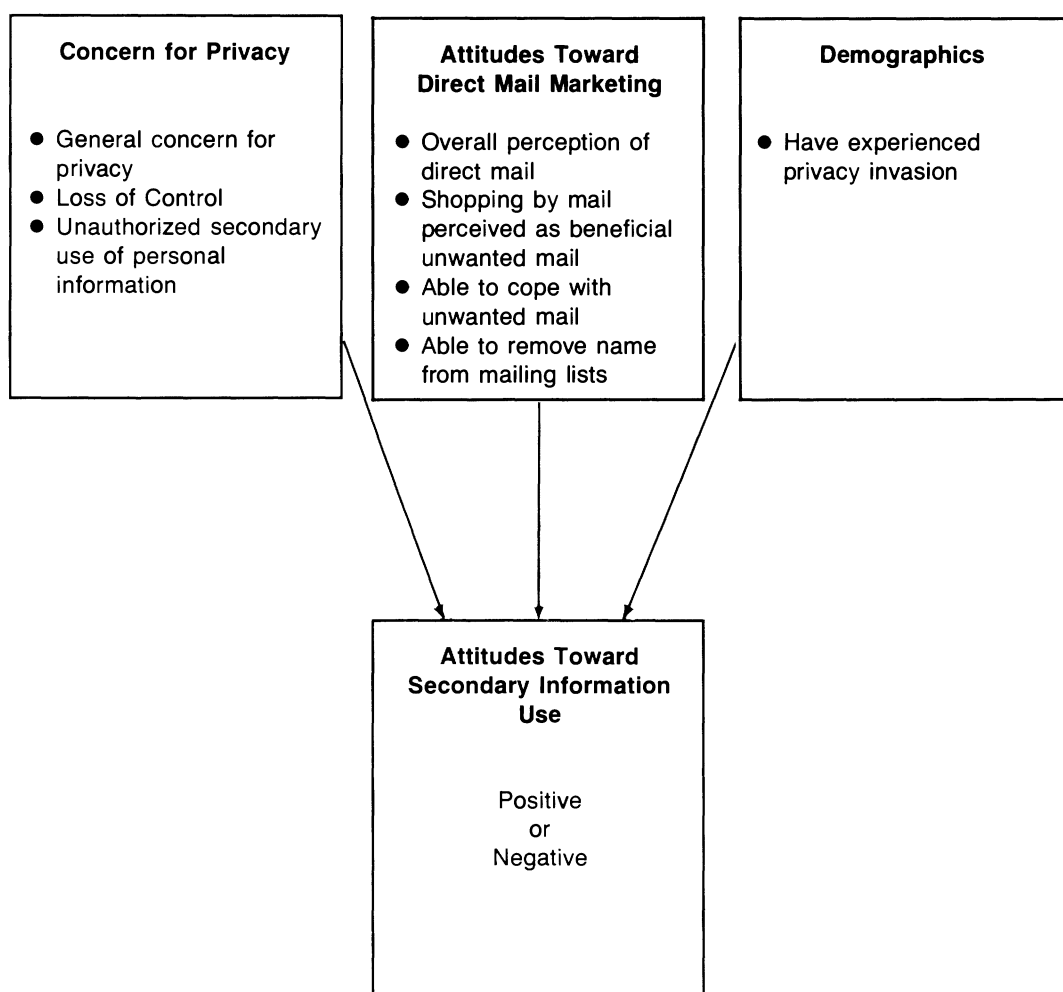 Concern for Privacy
● General concern for
privacy
● Loss of Control
● Unauthorized secondary
use of personal
information
Attitudes Toward
Direct Mail Marketing
● Overall perception of
direct mail
● Shopping by mail
perceived as beneficial
unwanted mail
● Able to cope with
unwanted mail
● Able to remove name
from mailing lists
Demographics
● Have experienced
privacy invasion
Attitudes Toward
Secondary Information
Use
Positive
or
Negative